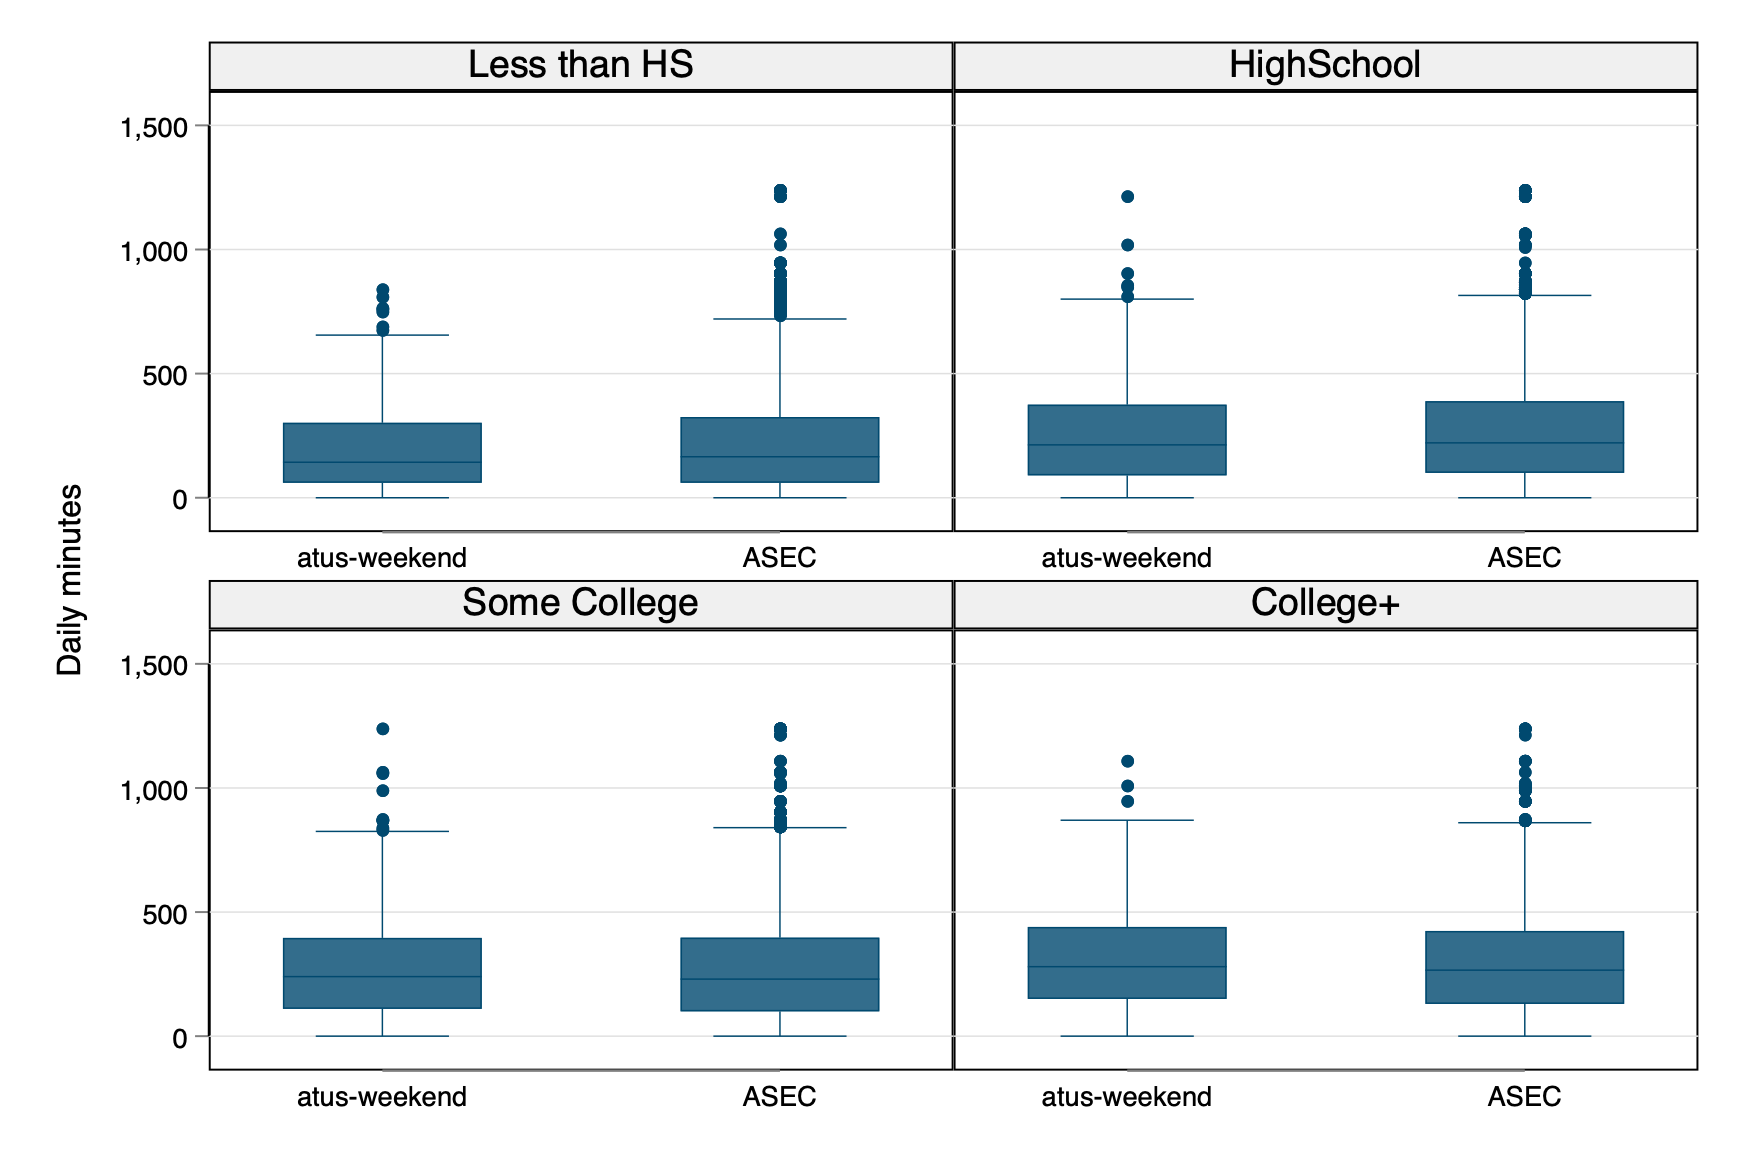 Less than HS
HighSchool
1,500
1,000
500
0
atus-weekend
ASEC
atus-weekend
ASEC
Daily minutes
Some College
College+
1,500
1,000
500
0
atus-weekend
ASEC
atus-weekend
ASEC